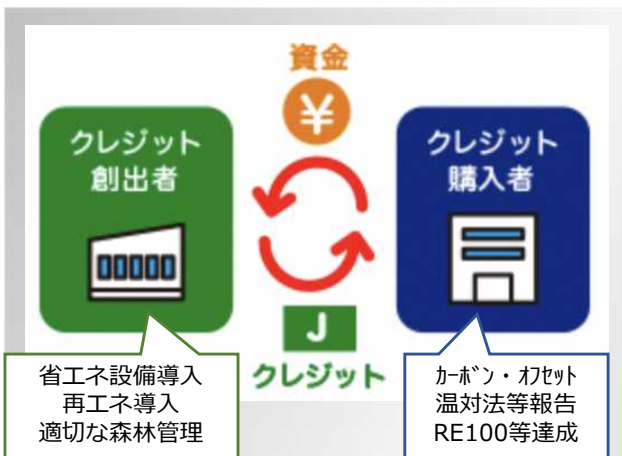 資金
¥
クレジット
創出者
クレジット
購入者
J
クレジット
省エネ設備導入
再エネ導入
適切な森林管理
ｶｰﾎﾞﾝ・ｵﾌｾｯﾄ
温対法等報告
RE100等達成